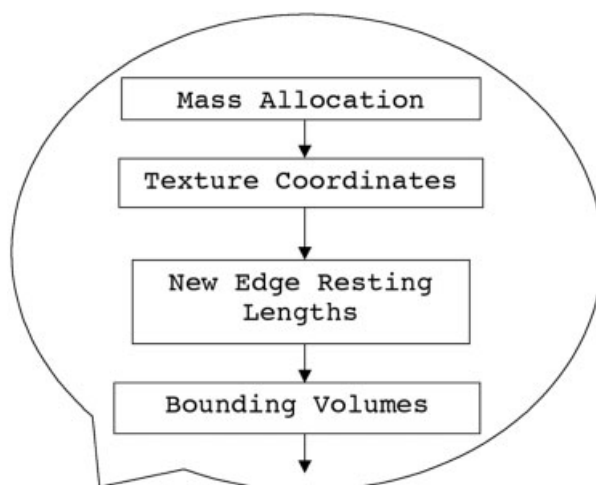 Mass Allocation
Texture Coordinates
New Edge Resting
Lengths
Bounding Volumes